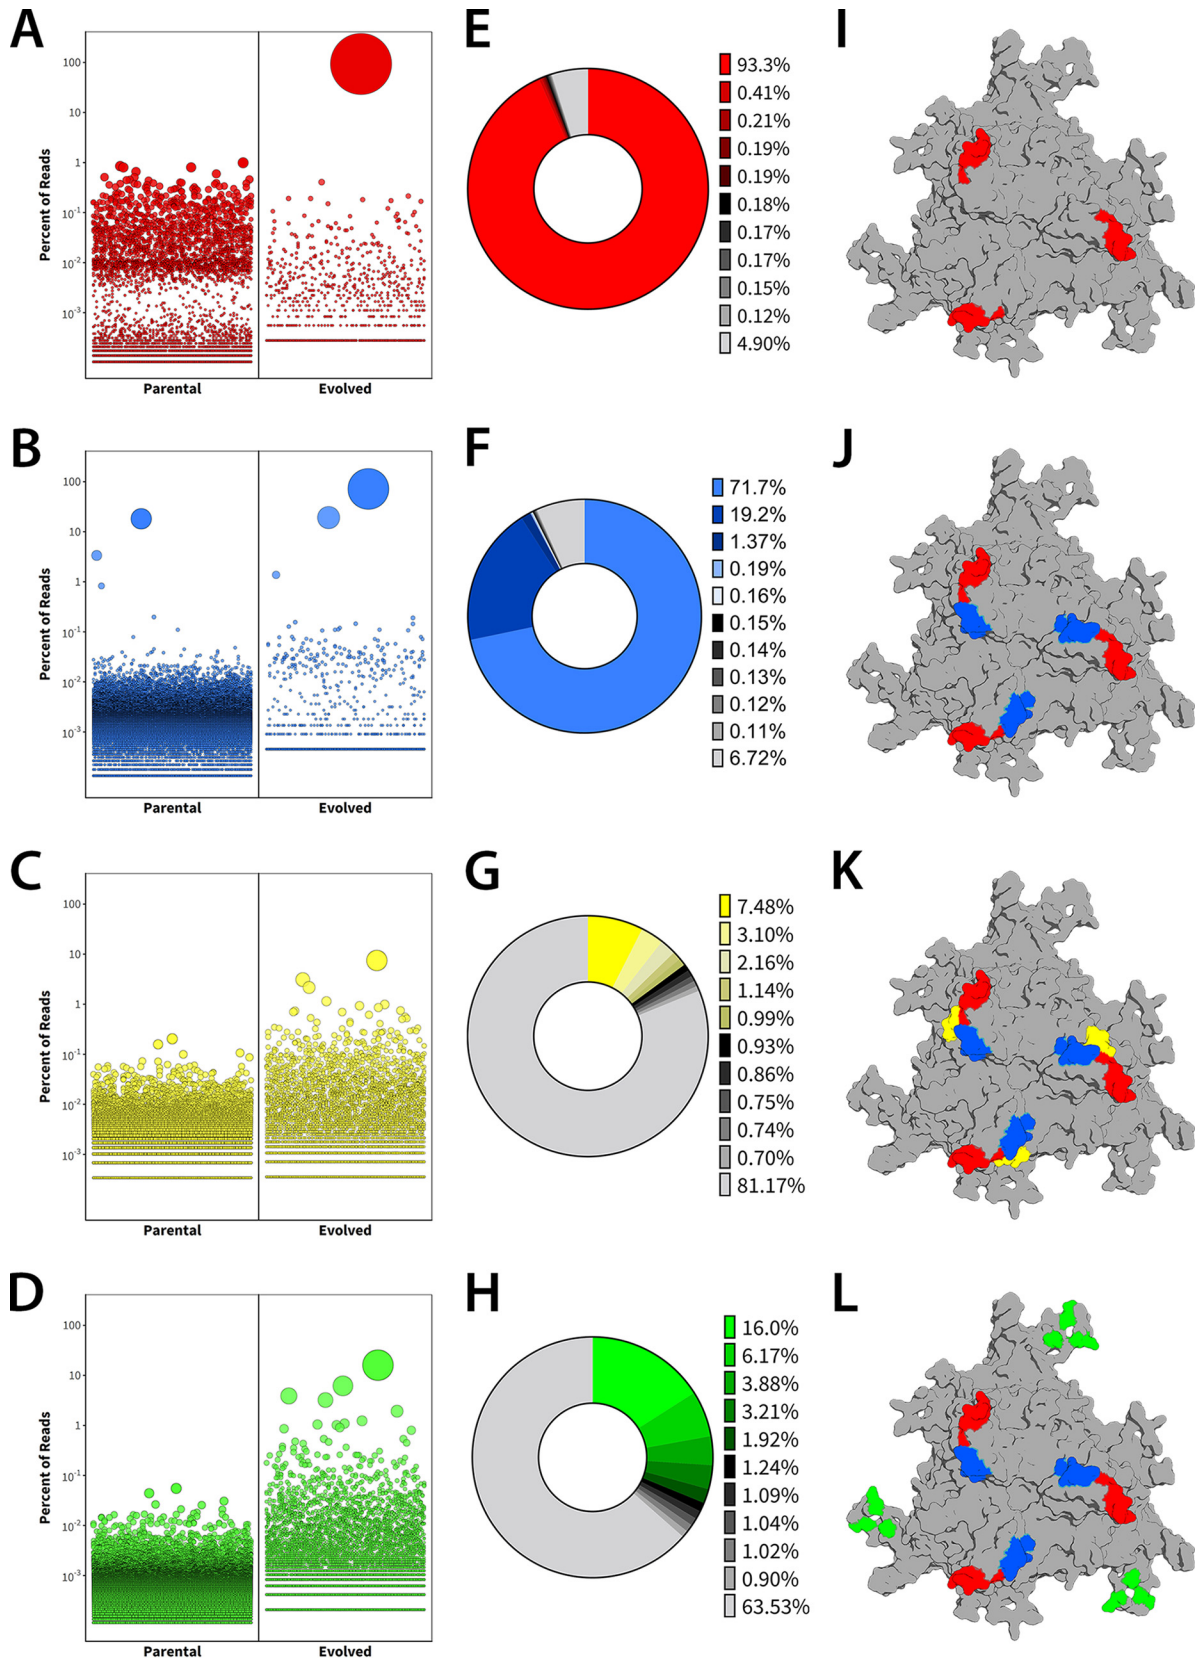 A
Percent of Reads
100
10
1
10-1
10-2
10-3
Parental
Evolved
E
93.3%
0.41%
0.21%
0.19%
0.19%
0.18%
0.17%
0.17%
0.15%
0.12%
4.90%
I
B
Percent of Reads
100
10
1
10-1
10-2
10-3
Parental
Evolved
F
71.7%
19.2%
1.37%
0.19%
0.16%
0.15%
0.14%
0.13%
0.12%
0.11%
6.72%
J
C
Percent of Reads
100
10
1
10-1
10-2
10-3
Parental
Evolved
G
7.48%
3.10%
2.16%
1.14%
0.99%
0.93%
0.86%
0.75%
0.74%
0.70%
81.17%
K
D
Percent of Reads
100
10
1
10-1
10-2
10-3
Parental
Evolved
H
16.0%
6.17%
3.88%
3.21%
1.92%
1.24%
1.09%
1.04%
1.02%
0.90%
63.53%
L